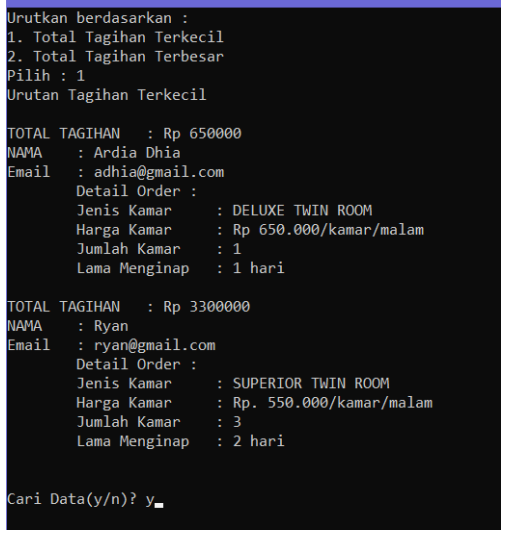 Urutkan berdasarkan :
1. Total Tagihan Terkecil
2. Total Tagihan Terbesar
Pilih : 1
Urutan Tagihan Terkecil
TOTAL TAGIHAN : Rp 650000
NAMA : Ardia Dhia
Email : adhia@gmail.com
Detail Order :
Jenis Kamar : DELUXE TWIN ROOM
Harga Kamar : Rp 650.000/kamar/malam
Jumlah Kamar : 1
Lama Menginap : 1 hari
TOTAL TAGIHAN : Rp 3300000
NAMA : Ryan
Email : ryan@gmail.com
Detail Order :
Jenis Kamar : SUPERIOR TWIN ROOM
Harga Kamar : Rp. 550.000/kamar/malam
Jumlah Kamar : 3
Lama Menginap : 2 hari
Cari Data(y/n)? y